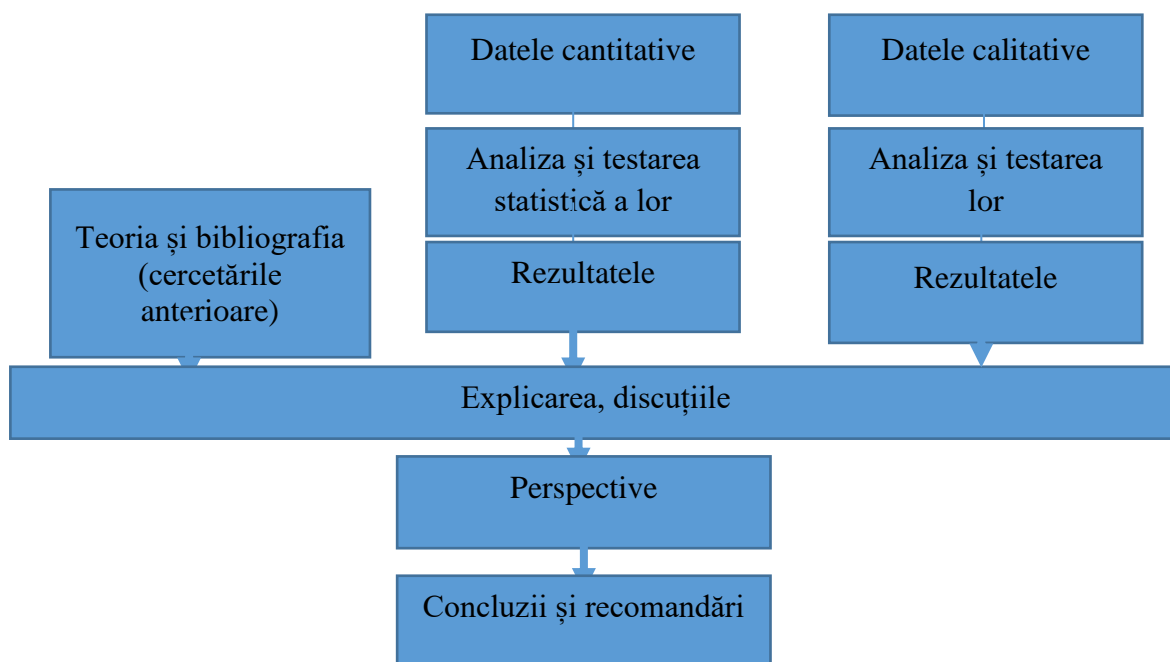 Datele cantitative
Datele calitative
Analiza și testarea
statistică a lor
Analiza și testarea
lor
Teoria și bibliografia
(cercetările
anterioare)
Rezultatele
Rezultatele
Explicarea, discuțiile
Perspective
Concluzii și recomandări